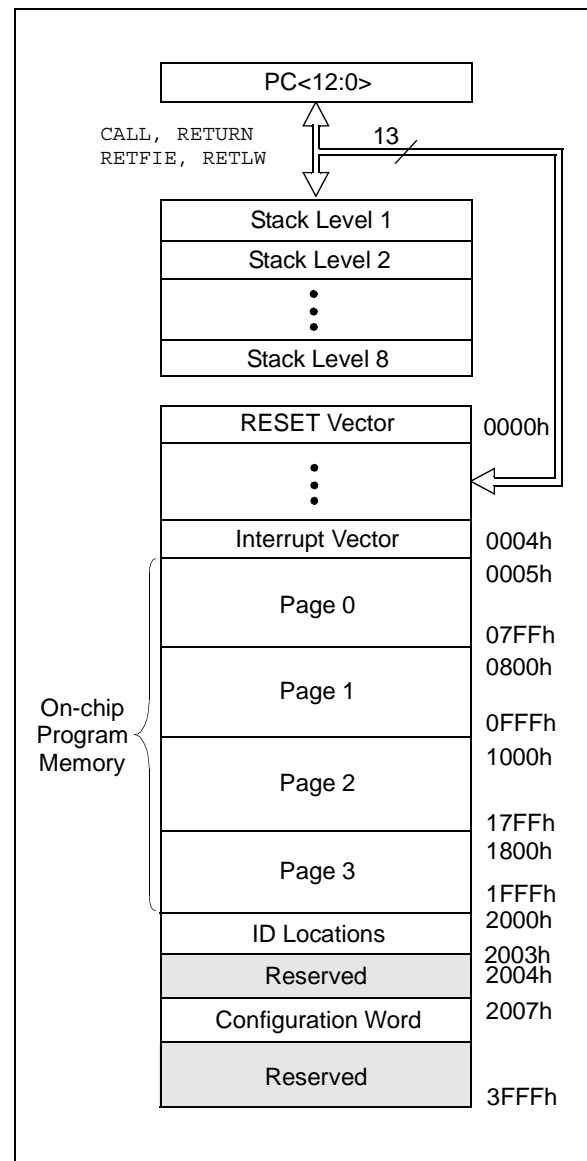 PC<12:0>
CALL, RETURN
RETFIE, RETLW
13
Stack Level 1
Stack Level 2
Stack Level 8
RESET Vector
0000h
Interrupt Vector
0004h
0005h
Page 0
07FFh
0800h
Page 1
0FFFh
On-chip
Program
Memory
1000h
Page 2
17FFh
1800h
Page 3
1FFFh
2000h
ID Locations
2003h
Reserved
2004h
Configuration Word
2007h
Reserved
3FFFh